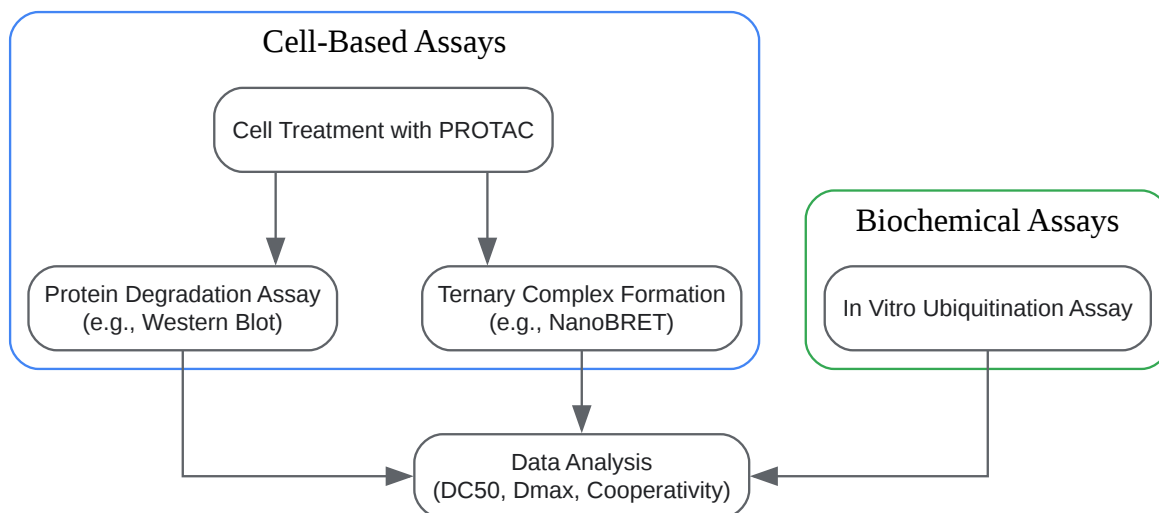 Cell-Based Assays
Cell Treatment with PROTAC
Protein Degradation Assay
(e.g., Western Blot)
Ternary Complex Formation
(e.g., NanoBRET)
Biochemical Assays
In Vitro Ubiquitination Assay
Data Analysis
(DC50, Dmax, Cooperativity)